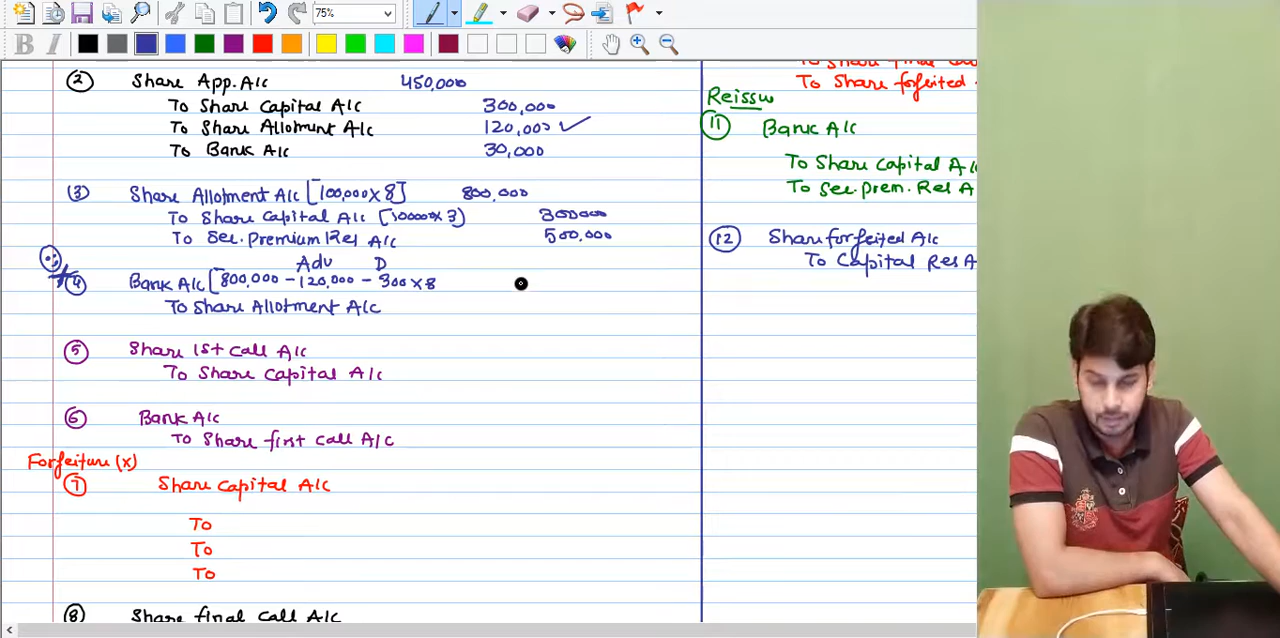 75%
B I
② Share App. A/c 450,000
To Share Capital A/c 300,000
To Share Allotment A/c 120,000 ✓
To Bank A/c 30,000
③ Share Allotment A/c [100,000 x 8] 800,000
To Share Capital A/c [100000 x 3) 300000
To Sec. Premium Res A/c 500,000
Adv D
④ Bank A/c [800,000 - 120,000 - 300 x 8
To Share Allotment A/c
⑤ Share 1st Call A/c
To Share Capital A/c
⑥ Bank A/c
To Share first Call A/c
Forfeiture (x)
⑦ Share Capital A/c
To
To
To
⑧ Share final Call A/c
To Share final
To Share forfeited
Reissu
⑪ Bank A/c
To Share Capital A/
To Sec. Prem. Res A
⑫ Share forfeited A/c
To Capital Res A